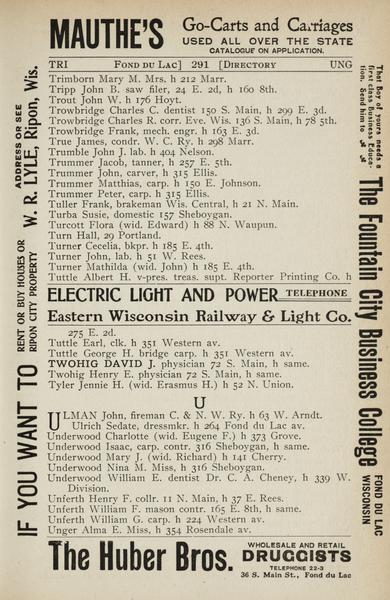 MAUTHE'S
Go-Carts and Carriages
USED ALL OVER THE STATE
CATALOGUE ON APPLICATION.
TRI FOND DU LAC] 291 [DIRECTORY UNG
Trimborn Mary M. Mrs. h 212 Marr.
Tripp John B. saw filer, 24 E. 2d, h 160 8th.
Trout John W. h 176 Hoyt.
Trowbridge Charles C. dentist 150 S. Main, h 299 E. 3d.
Trowbridge Charles R. corr. Eve. Wis. 136 S. Main, h 78 5th.
Trowbridge Frank, mech. engr. h 163 E. 3d.
True James, condr. W. C. Ry. h 298 Marr.
Trumble John J. lab. h 404 Nelson.
Trummer Jacob, tanner, h 257 E. 5th.
Trummer John, carver, h 315 Ellis.
Trummer Matthias, carp. h 150 E. Johnson.
Trummer Peter, carp. h 315 Ellis.
Tuller Frank, brakeman Wis. Central, h 21 N. Main.
Turba Susie, domestic 157 Sheboygan.
Turcott Flora (wid. Edward) h 88 N. Waupun.
Turn Hall, 29 Portland.
Turner Cecelia, bkpr. h 185 E. 4th.
Turner John, lab. h 51 W. Rees.
Turner Mathilda (wid. John) h 185 E. 4th.
Tuttle Albert H. v-pres. treas. supt. Reporter Printing Co. h
ELECTRIC LIGHT AND POWER TELEPHONE
Eastern Wisconsin Railway & Light Co.
275 E. 2d.
Tuttle Earl, clk. h 351 Western av.
Tuttle George H. bridge carp. h 351 Western av.
TWOHIG DAVID J. physician 72 S. Main, h same.
Twohig Henry E. physician 72 S. Main, h same.
Tyler Jennie H. (wid. Erasmus H.) h 52 N. Union.
U
ULMAN John, fireman C. & N. W. Ry. h 63 W. Arndt.
Ulrich Sedate, dressmkr. h 264 Fond du Lac av.
Underwood Charlotte (wid. Eugene F.) h 373 Grove.
Underwood Isaac, carp. contr. 316 Sheboygan, h same.
Underwood Mary J. (wid. Richard) h 141 Cherry.
Underwood Nina M. Miss, h 316 Sheboygan.
Underwood William E. dentist Dr. C. A. Cheney, h 339 W.
Division.
Unferth Henry F. collr. 11 N. Main, h 37 E. Rees.
Unferth William F. mason contr. 165 E. 8th, h same.
Unferth William G. carp. h 224 Western av.
Unger Alma E. Miss, h 354 Rosendale av.
The Huber Bros.
WHOLESALE AND RETAIL
DRUGGISTS
TELEPHONE 22-3
36 S. Main St., Fond du Lac
IF YOU WANT TO
RENT OR BUY HOUSES OR
RIPON CITY PROPERTY
ADDRESS OR SEE
W. R. LYLE, Ripon, Wis.
That Boy of yours needs a
first class Business Educa-
tion. Send him to
The Fountain City Business College
FOND DU LAC
WISCONSIN